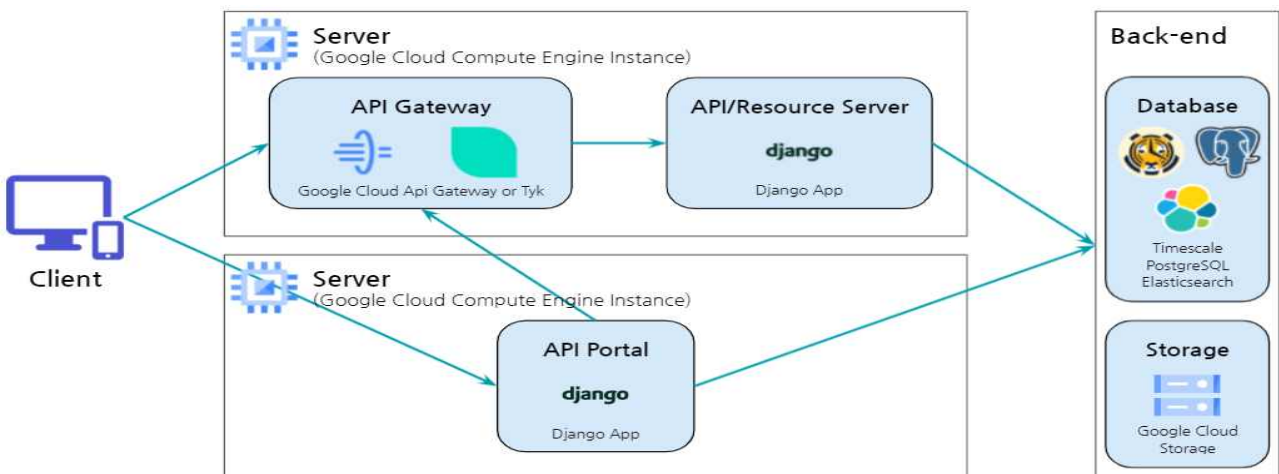 Server
(Google Cloud Compute Engine Instance)
API Gateway
Google Cloud Api Gateway or Tyk
API/Resource Server
django
Django App
Client
Server
(Google Cloud Compute Engine Instance)
API Portal
django
Django App
Back-end
Database
Timescale
PostgreSQL
Elasticsearch
Storage
Google Cloud
Storage